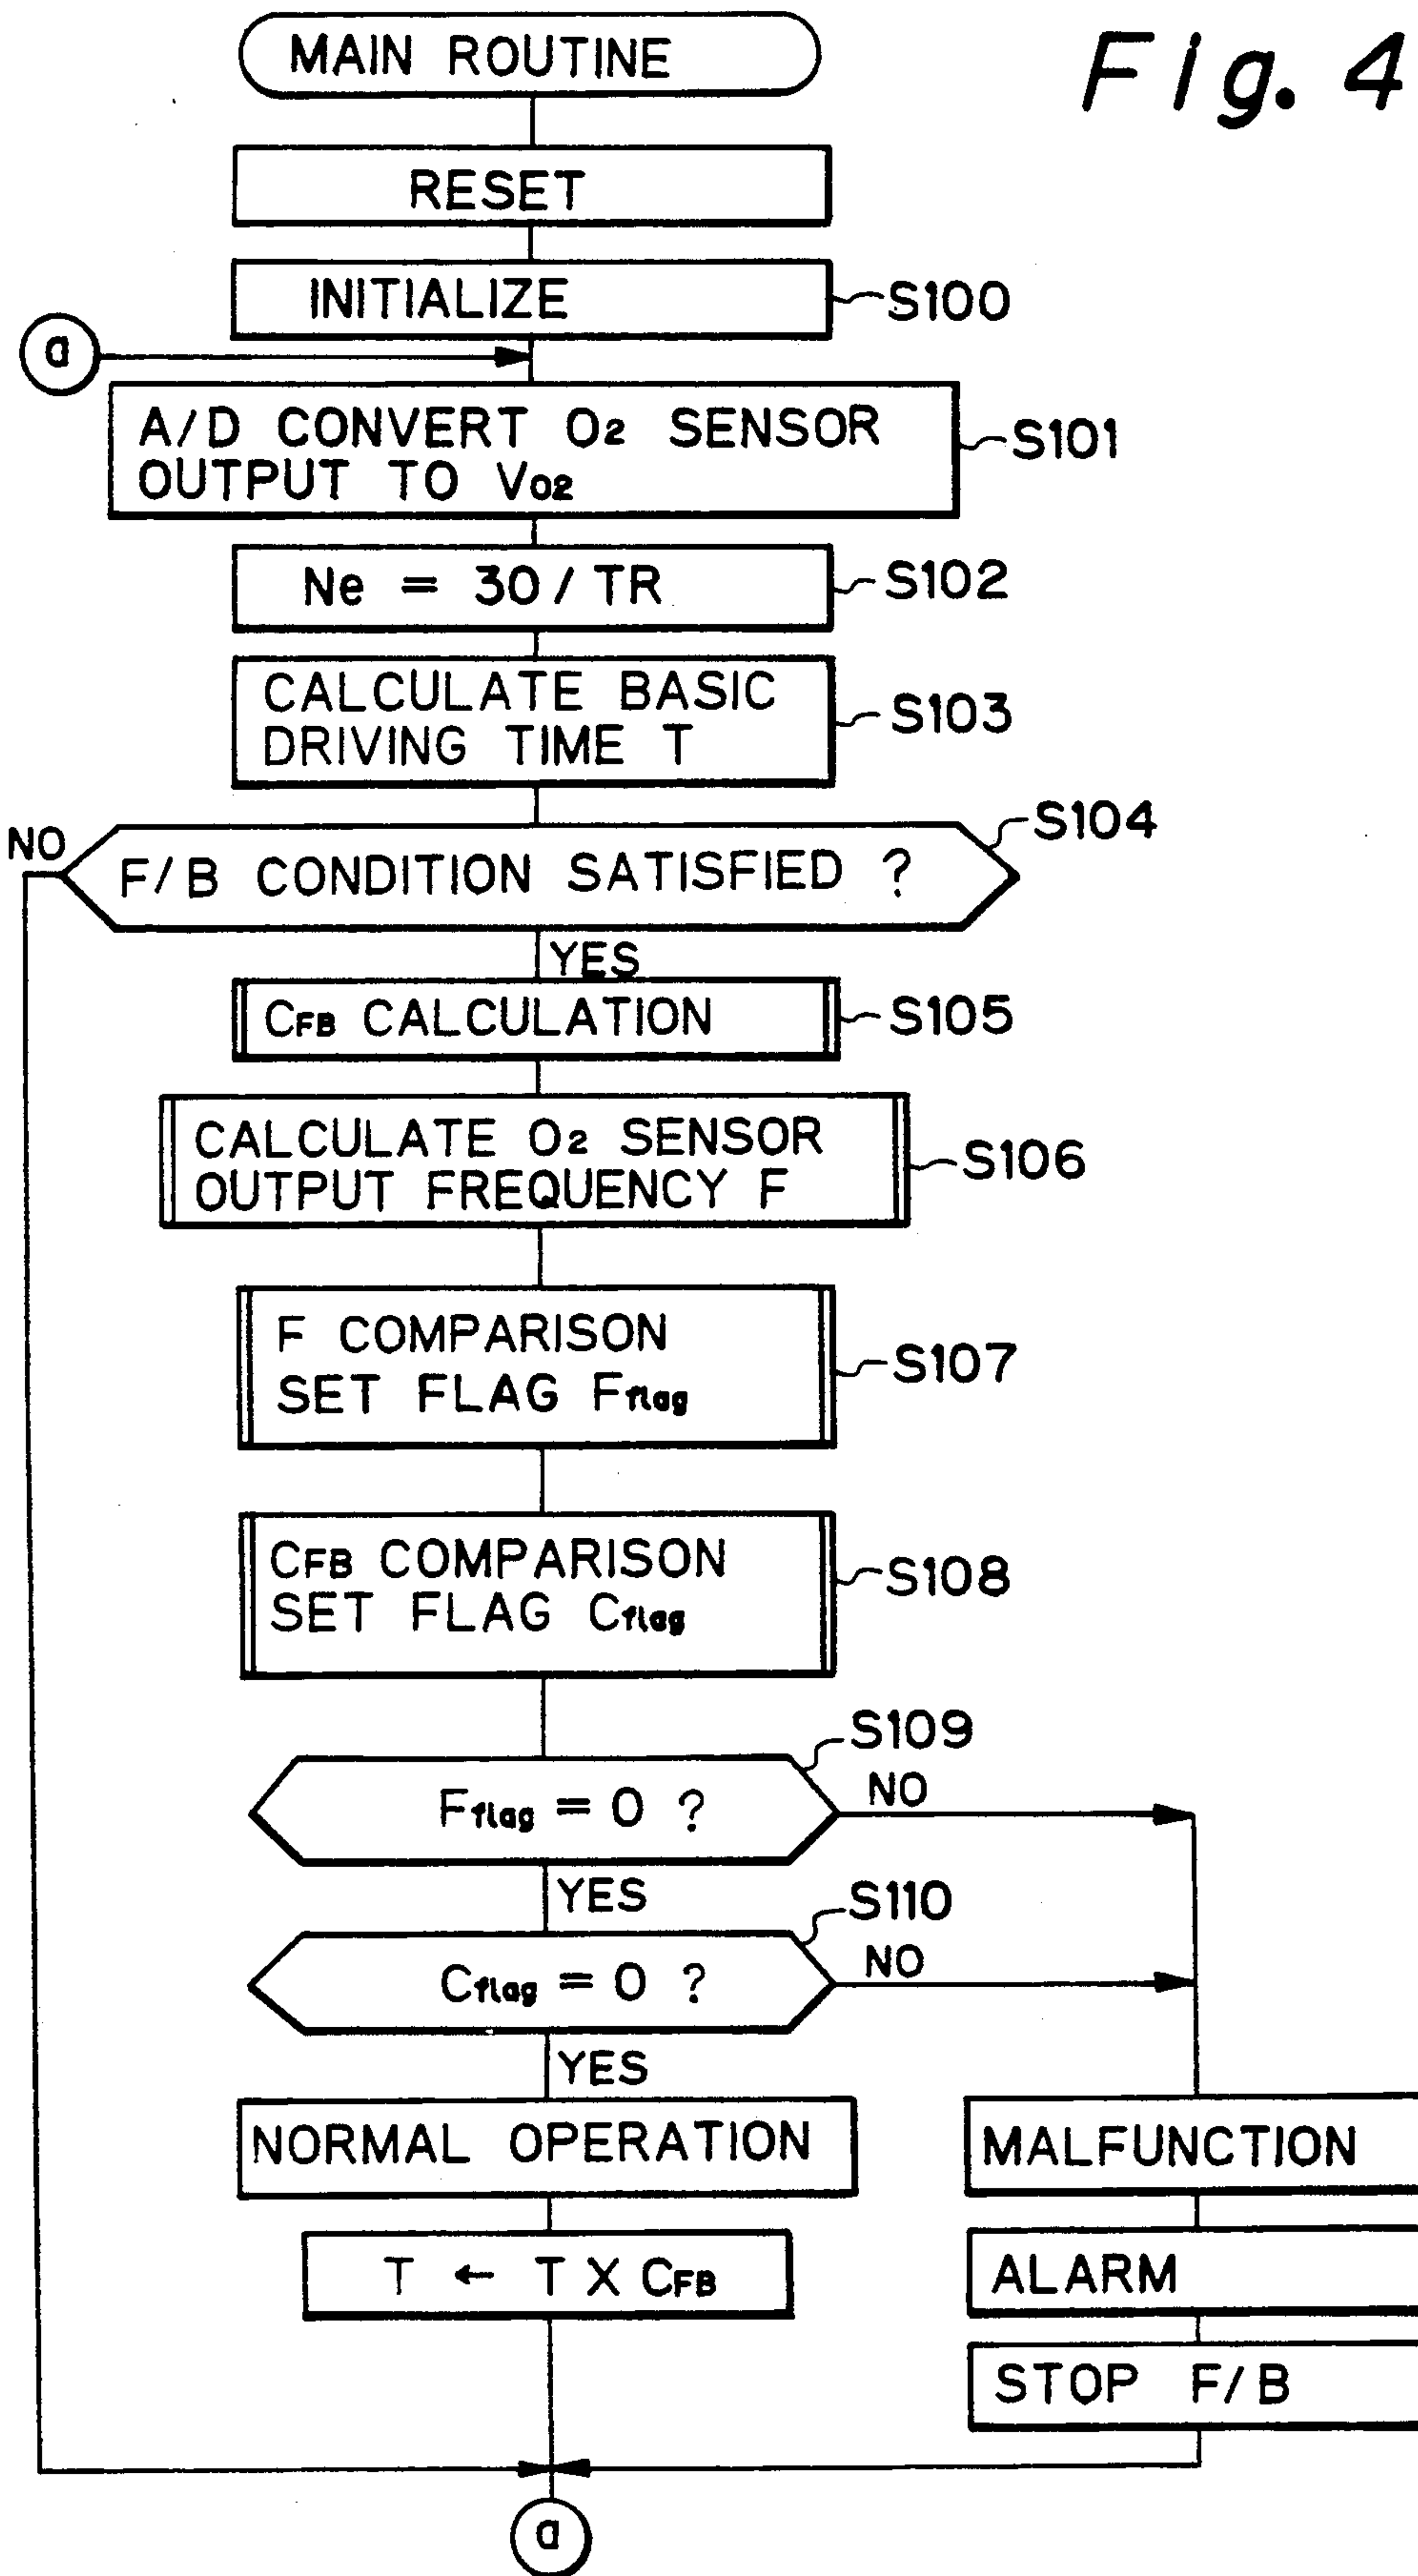 Fig. 4
MAIN ROUTINE
RESET
INITIALIZE
S100
a
A/D CONVERT O2 SENSOR
OUTPUT TO VO2
S101
Ne = 30 / TR
S102
CALCULATE BASIC
DRIVING TIME T
S103
S104
NO
F/B CONDITION SATISFIED ?
YES
CFB CALCULATION
S105
CALCULATE O2 SENSOR
OUTPUT FREQUENCY F
S106
F COMPARISON
SET FLAG Fflag
S107
CFB COMPARISON
SET FLAG Cflag
S108
S109
Fflag = 0 ?
NO
YES
S110
Cflag = 0 ?
NO
YES
NORMAL OPERATION
MALFUNCTION
T ← T X CFB
ALARM
STOP F/B
a